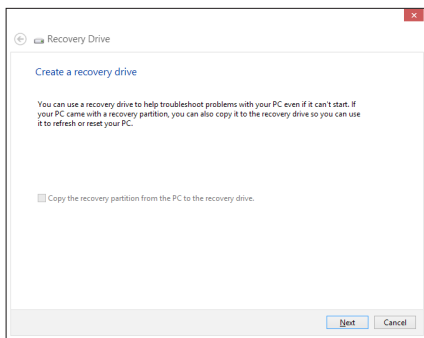 Recovery Drive
Create a recovery drive
You can use a recovery drive to help troubleshoot problems with your PC even if it can't start. If
your PC came with a recovery partition, you can also copy it to the recovery drive so you can use
it to refresh or reset your PC.
Copy the recovery partition from the PC to the recovery drive.
Next Cancel